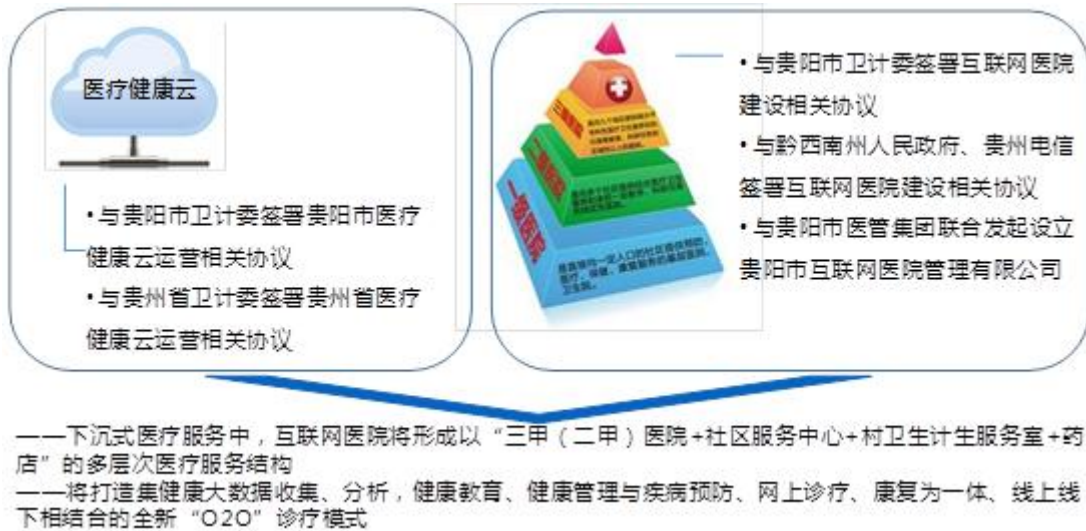 医疗健康云
•与贵阳市卫计委签署贵阳市医疗
健康云运营相关协议
•与贵州省卫计委签署贵州省医疗
健康云运营相关协议
三级医院
二级医院
一级医院
•与贵阳市卫计委签署互联网医院
建设相关协议
•与黔西南州人民政府、贵州电信
签署互联网医院建设相关协议
•与贵阳市医管集团联合发起设立
贵阳市互联网医院管理有限公司
——下沉式医疗服务中，互联网医院将形成以“三甲（二甲）医院+社区服务中心+村卫生计生服务室+药
店”的多层次医疗服务结构
——将打造集健康大数据收集、分析，健康教育、健康管理与疾病预防、网上诊疗、康复为一体、线上线
下相结合的全新“O2O”诊疗模式